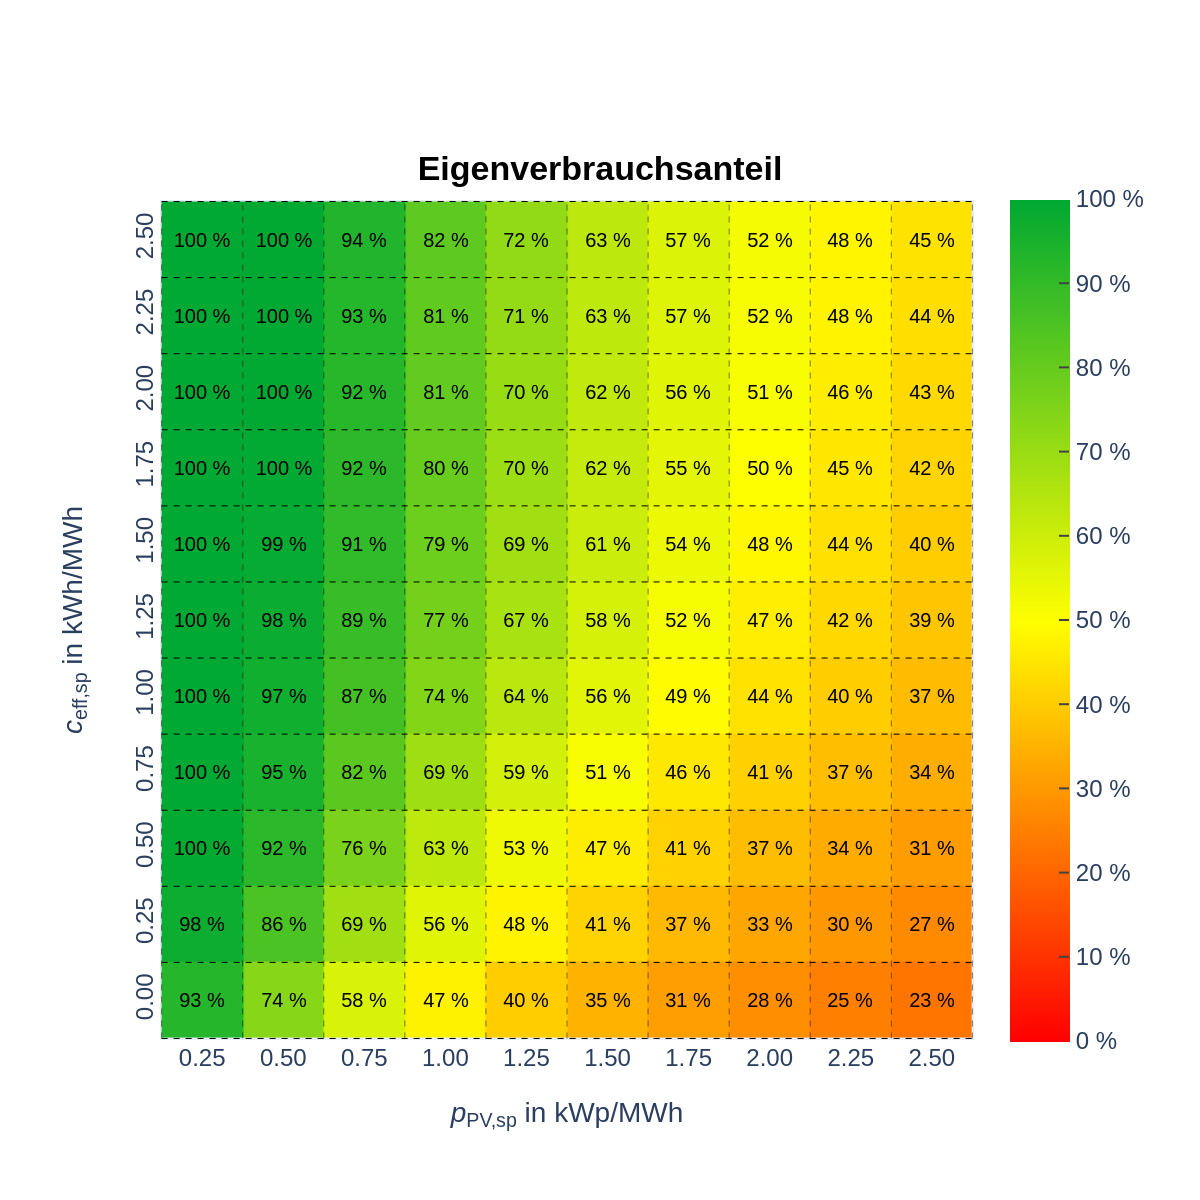 Eigenverbrauchsanteil
2.50 100 % 100 % 94 % 82 % 72 % 63 % 57 % 52 % 48 % 45 %
2.25 100 % 100 % 93 % 81 % 71 % 63 % 57 % 52 % 48 % 44 %
2.00 100 % 100 % 92 % 81 % 70 % 62 % 56 % 51 % 46 % 43 %
1.75 100 % 100 % 92 % 80 % 70 % 62 % 55 % 50 % 45 % 42 %
1.50 100 % 99 % 91 % 79 % 69 % 61 % 54 % 48 % 44 % 40 %
1.25 100 % 98 % 89 % 77 % 67 % 58 % 52 % 47 % 42 % 39 %
1.00 100 % 97 % 87 % 74 % 64 % 56 % 49 % 44 % 40 % 37 %
0.75 100 % 95 % 82 % 69 % 59 % 51 % 46 % 41 % 37 % 34 %
0.50 100 % 92 % 76 % 63 % 53 % 47 % 41 % 37 % 34 % 31 %
0.25 98 % 86 % 69 % 56 % 48 % 41 % 37 % 33 % 30 % 27 %
0.00 93 % 74 % 58 % 47 % 40 % 35 % 31 % 28 % 25 % 23 %
0.25 0.50 0.75 1.00 1.25 1.50 1.75 2.00 2.25 2.50
pPV,sp in kWp/MWh
ceff,sp in kWh/MWh
100 %
90 %
80 %
70 %
60 %
50 %
40 %
30 %
20 %
10 %
0 %